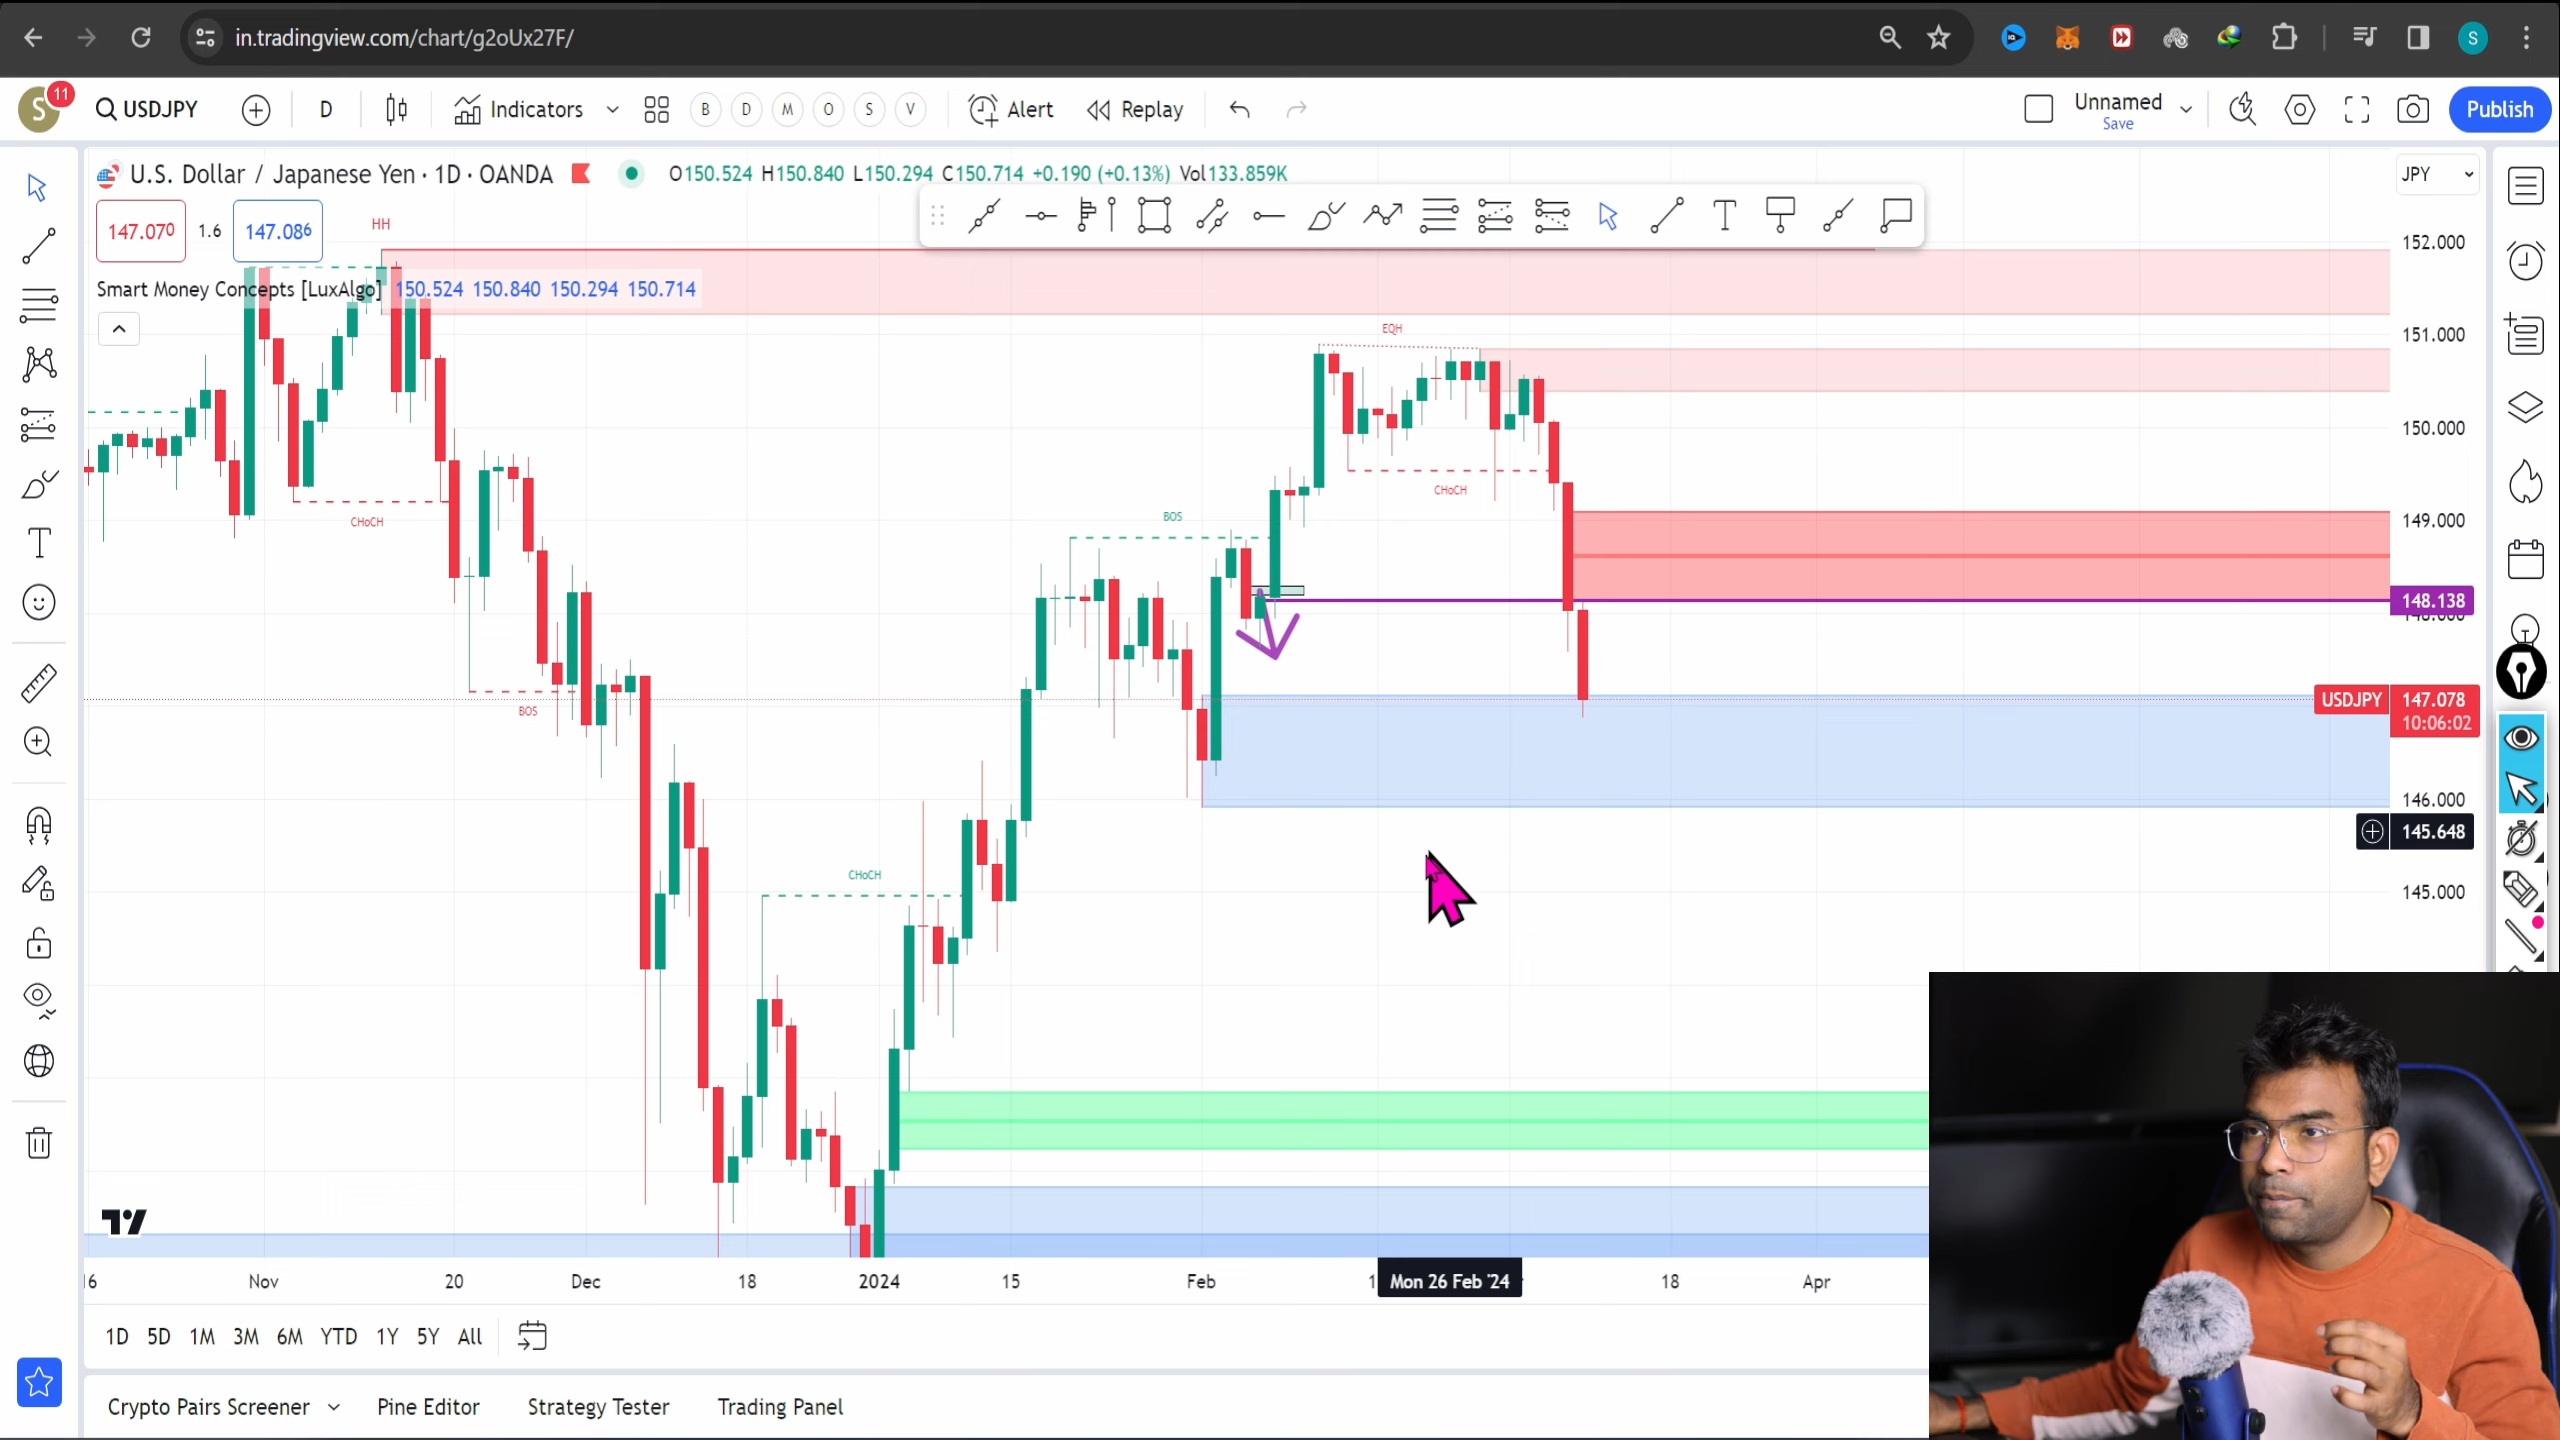 in.tradingview.com/chart/g2oUx27F/
S
S 11 USDJPY D Indicators B D M O S V Alert Replay Unnamed Save Publish
U.S. Dollar / Japanese Yen · 1D · OANDA O150.524 H150.840 L150.294 C150.714 +0.190 (+0.13%) Vol133.859K
JPY
147.070 1.6 147.086
HH
Smart Money Concepts [LuxAlgo] 150.524 150.840 150.294 150.714
152.000
EQH
151.000
150.000
CHoCH
BOS
CHoCH
149.000
148.138
148.000
BOS
USDJPY 147.078
10:06:02
146.000
145.648
CHoCH
145.000
16 Nov 20 Dec 18 2024 15 Feb 1 Mon 26 Feb '24 18 Apr
1D 5D 1M 3M 6M YTD 1Y 5Y All
Crypto Pairs Screener Pine Editor Strategy Tester Trading Panel